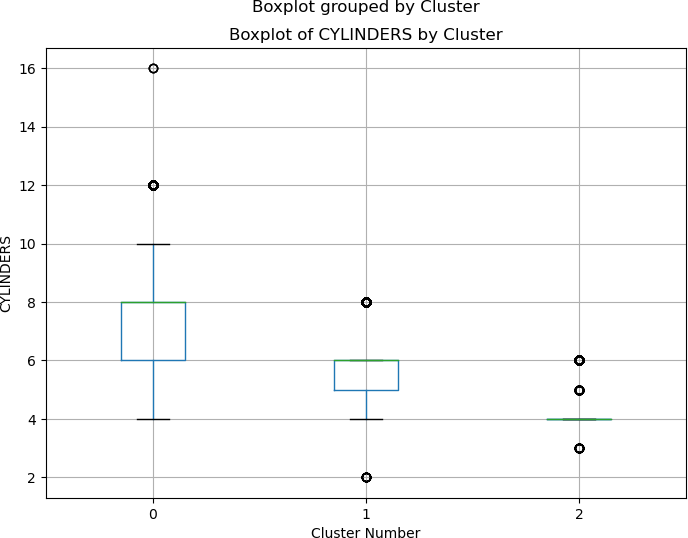 Boxplot grouped by Cluster
Boxplot of CYLINDERS by Cluster
16
14
12
10
8
6
4
2
CYLINDERS
0 1 2
Cluster Number